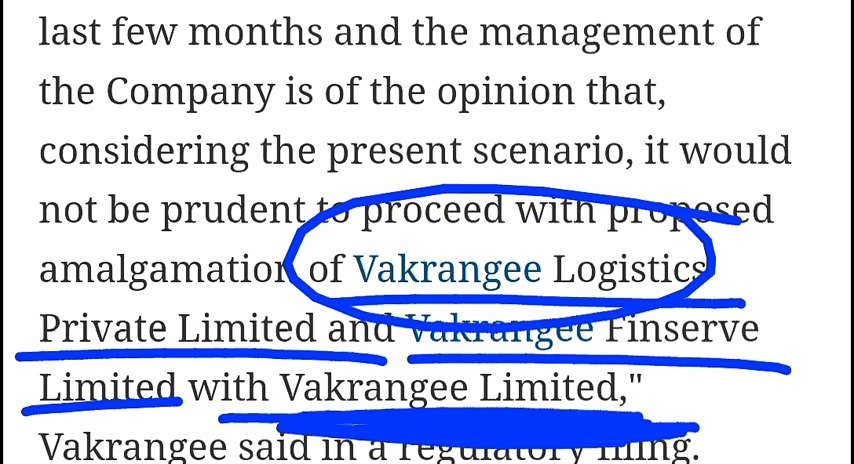 last few months and the management of
the Company is of the opinion that,
considering the present scenario, it would
not be prudent to proceed with proposed
amalgamation of Vakrangee Logistics
Private Limited and Vakrangee Finserve
Limited with Vakrangee Limited,"
Vakrangee said in a regulatory filing.